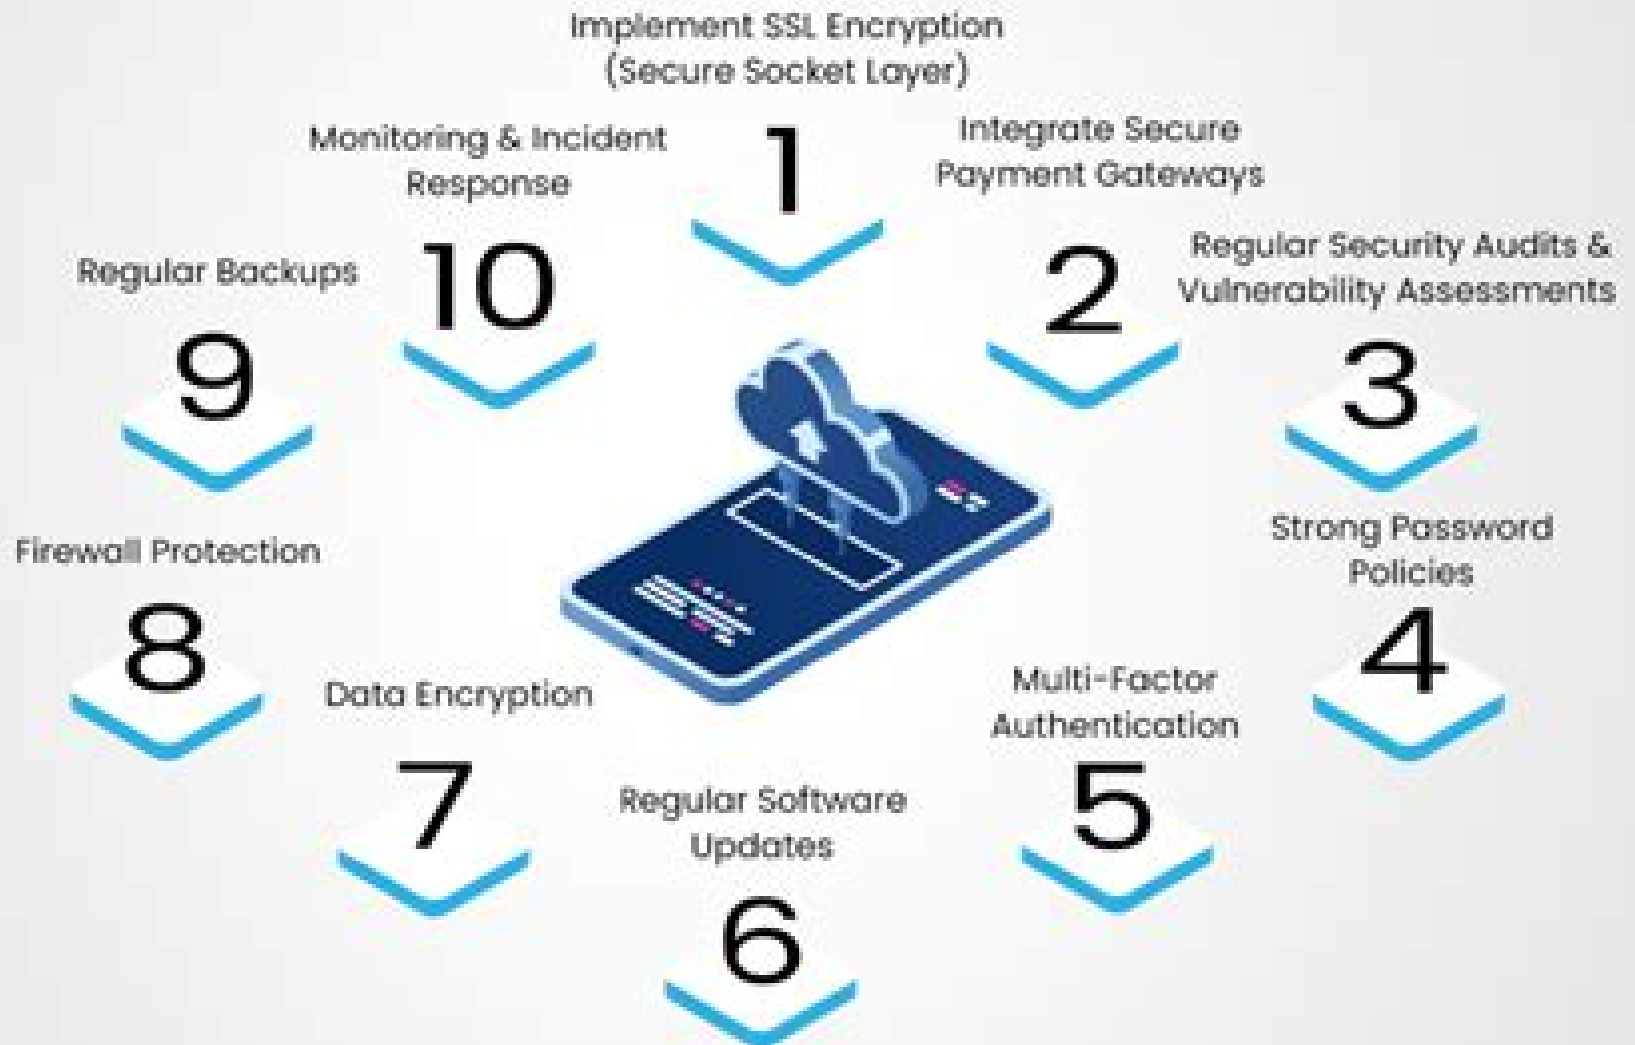 Implement SSL Encryption
(Secure Socket Layer)
1
Integrate Secure
Payment Gateways
2
Regular Security Audits &
Vulnerability Assessments
3
Strong Password
Policies
4
Multi-Factor
Authentication
5
Regular Software
Updates
6
Data Encryption
7
Firewall Protection
8
Regular Backups
9
Monitoring & Incident
Response
10